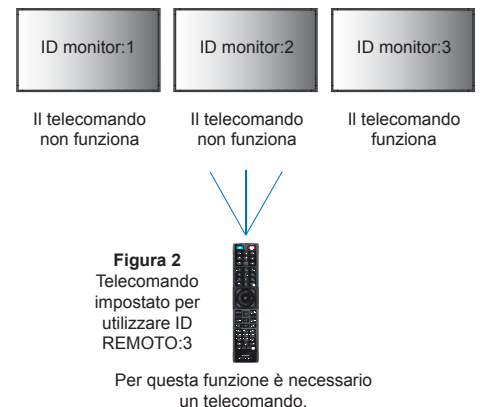 ID monitor:1
ID monitor:2
ID monitor:3
Il telecomando
non funziona
Il telecomando
non funziona
Il telecomando
funziona
Figura 2
Telecomando
impostato per
utilizzare ID
REMOTO:3
Per questa funzione è necessario
un telecomando.